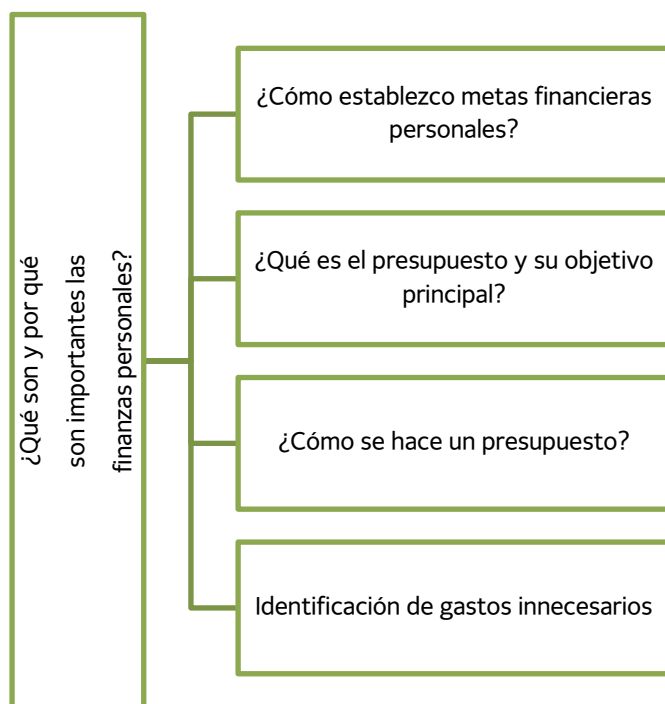 ¿Qué son y por qué
son importantes las
finanzas personales?
¿Cómo establezco metas financieras
personales?
¿Qué es el presupuesto y su objetivo
principal?
¿Cómo se hace un presupuesto?
Identificación de gastos innecesarios